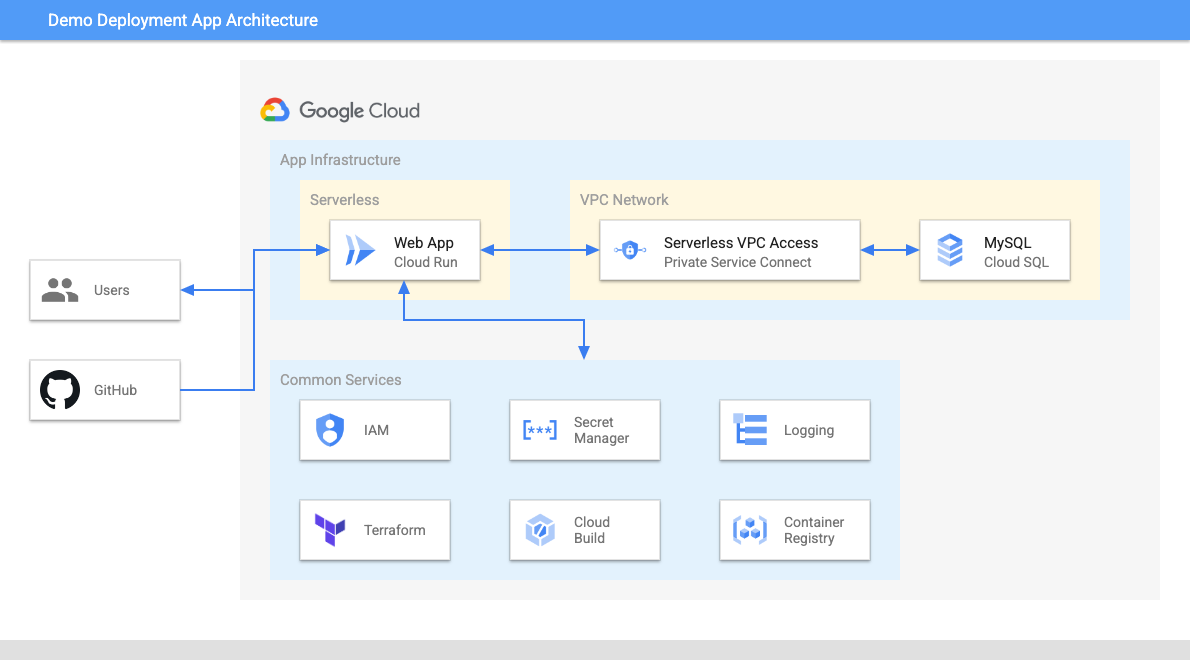 Demo Deployment App Architecture
Google Cloud
App Infrastructure
Serverless
VPC Network
Web App
Cloud Run
Serverless VPC Access
Private Service Connect
MySQL
Cloud SQL
Users
GitHub
Common Services
IAM
Secret
Manager
[***]
Logging
Terraform
Cloud
Build
Container
Registry